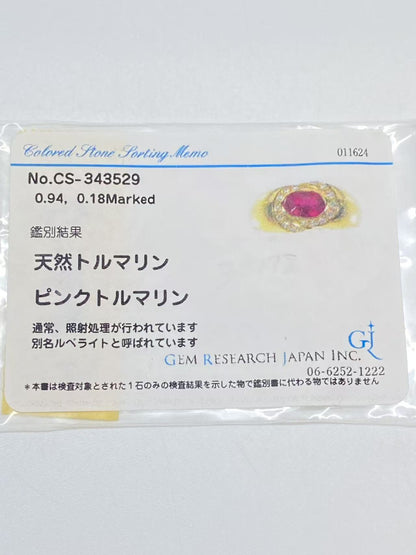 Colored Stone Sorting Memo
011624
No.CS-343529
0.94, 0.18Marked
鑑別結果
天然トルマリン
ピンクトルマリン
通常、照射処理が行われています
別名ルベライトと呼ばれています
GJ
GEM RESEARCH JAPAN INC.
06-6252-1222
*本書は検査対象とされた1石のみの検査結果を示した物で鑑別書に代わる物ではありません